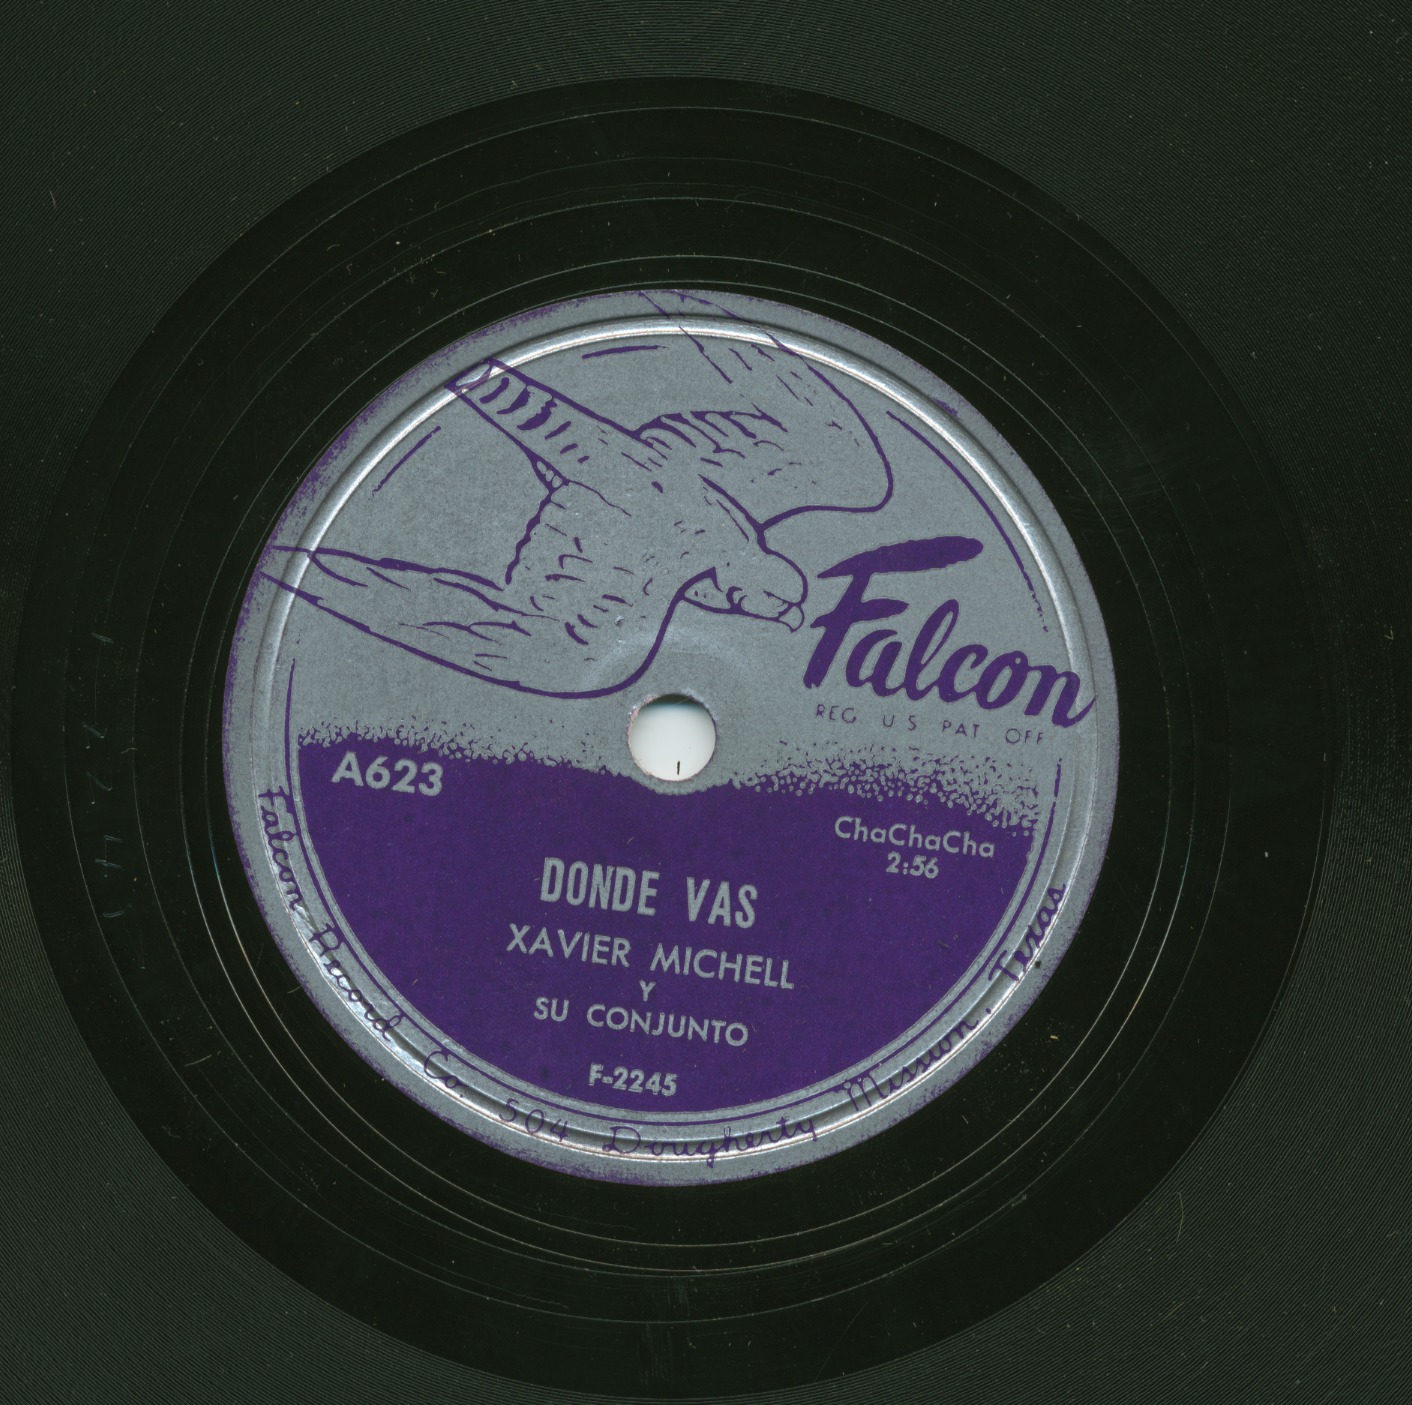 Falcon
REG US PAT OFF
A623
ChaChaCha
2:56
DONDE VAS
XAVIER MICHELL
Y
SU CONJUNTO
F-2245
Falcon Record Co. 504 Dougherty Mission, Texas